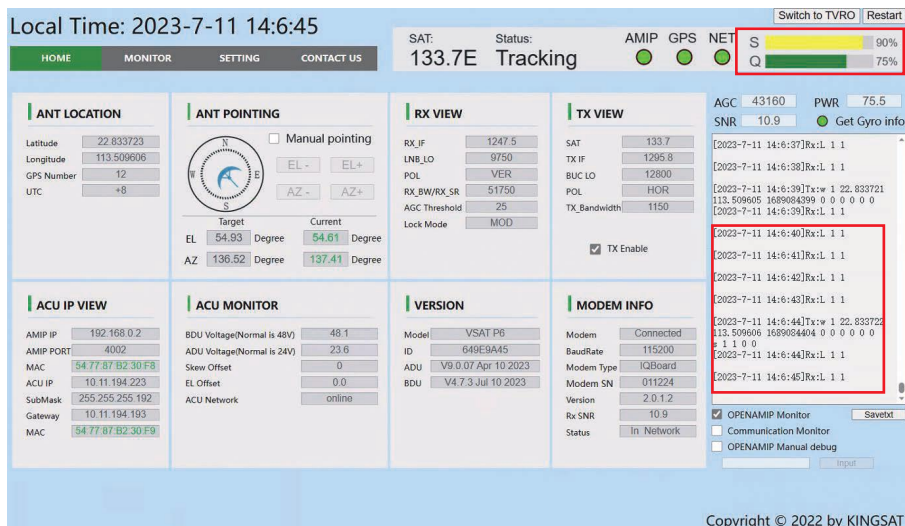 Switch to TVRO Restart
Local Time: 2023-7-11 14:6:45
SAT: Status: AMIP GPS NET
133.7E Tracking
S 90%
Q 75%
HOME MONITOR SETTING CONTACT US
ANT LOCATION
Latitude 22.833723
Longitude 113.509606
GPS Number 12
UTC +8
ANT POINTING
N W E S
Manual pointing
EL - EL+
AZ - AZ+
Target Current
EL 54.93 Degree 54.61 Degree
AZ 136.52 Degree 137.41 Degree
RX VIEW
RX_IF 1247.5
LNB_LO 9750
POL VER
RX_BW/RX_SR 51750
AGC Threshold 25
Lock Mode MOD
TX VIEW
SAT 133.7
TX IF 1295.8
BUC LO 12800
POL HOR
TX_Bandwidth 1150
TX Enable
AGC 43160 PWR 75.5
SNR 10.9 Get Gyro info
[2023-7-11 14:6:37]Rx:L 1 1
[2023-7-11 14:6:38]Rx:L 1 1
[2023-7-11 14:6:39]Tx:w 1 22.833721
113.509605 1689084399 0 0 0 0 0 0
[2023-7-11 14:6:39]Rx:L 1 1
[2023-7-11 14:6:40]Rx:L 1 1
[2023-7-11 14:6:41]Rx:L 1 1
[2023-7-11 14:6:42]Rx:L 1 1
[2023-7-11 14:6:43]Rx:L 1 1
[2023-7-11 14:6:44]Tx:w 1 22.833722
113.509606 1689084404 0 0 0 0 0 0
s 1 1 0 0
[2023-7-11 14:6:44]Rx:L 1 1
[2023-7-11 14:6:45]Rx:L 1 1
ACU IP VIEW
AMIP IP 192.168.0.2
AMIP PORT 4002
MAC 54:77:87:B2:30:F8
ACU IP 10.11.194.223
SubMask 255.255.255.192
Gateway 10.11.194.193
MAC 54:77:87:B2:30:F9
ACU MONITOR
BDU Voltage(Normal is 48V) 48.1
ADU Voltage(Normal is 24V) 23.6
Skew Offset 0
EL Offset 0.0
ACU Network online
VERSION
Model VSAT P6
ID 649E9A45
ADU V9.0.07 Apr 10 2023
BDU V4.7.3 Jul 10 2023
MODEM INFO
Modem Connected
BaudRate 115200
Modem Type IQBoard
Modem SN 011224
Version 2.0.1.2
Rx SNR 10.9
Status In Network
OPENAMIP Monitor Savetxt
Communication Monitor
OPENAMIP Manual debug
Input
Copyright © 2022 by KINGSAT